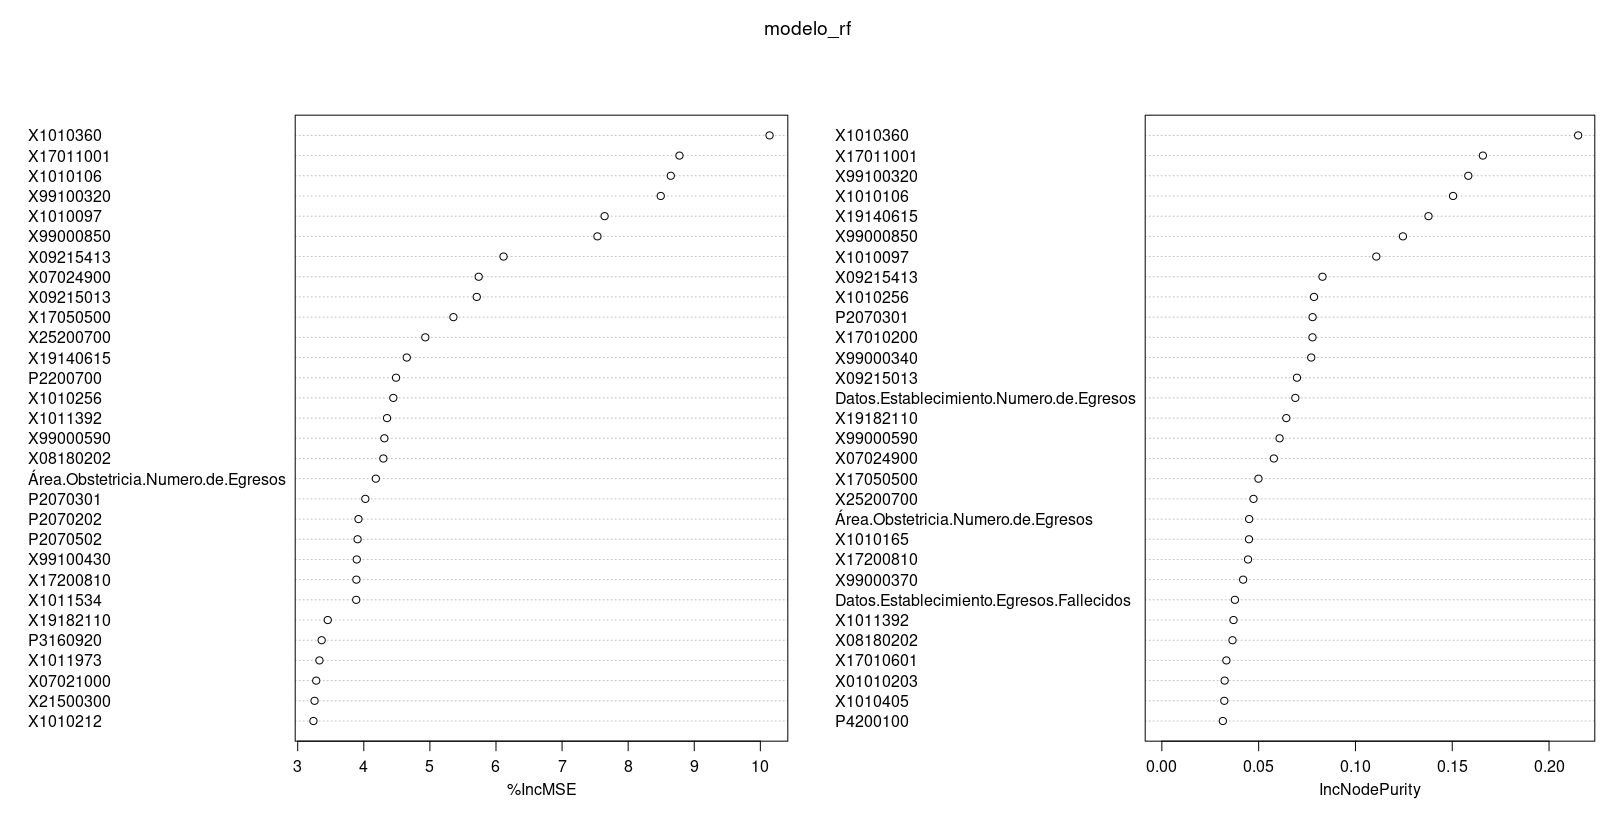 modelo_rf
X1010360
X17011001
X1010106
X99100320
X1010097
X99000850
X09215413
X07024900
X09215013
X17050500
X25200700
X19140615
P2200700
X1010256
X1011392
X99000590
X08180202
Área.Obstetricia.Numero.de.Egresos
P2070301
P2070202
P2070502
X99100430
X17200810
X1011534
X19182110
P3160920
X1011973
X07021000
X21500300
X1010212
3 4 5 6 7 8 9 10
%IncMSE
X1010360
X17011001
X99100320
X1010106
X19140615
X99000850
X1010097
X09215413
X1010256
P2070301
X17010200
X99000340
X09215013
Datos.Establecimiento.Numero.de.Egresos
X19182110
X99000590
X07024900
X17050500
X25200700
Área.Obstetricia.Numero.de.Egresos
X1010165
X17200810
X99000370
Datos.Establecimiento.Egresos.Fallecidos
X1011392
X08180202
X17010601
X01010203
X1010405
P4200100
0.00 0.05 0.10 0.15 0.20
IncNodePurity